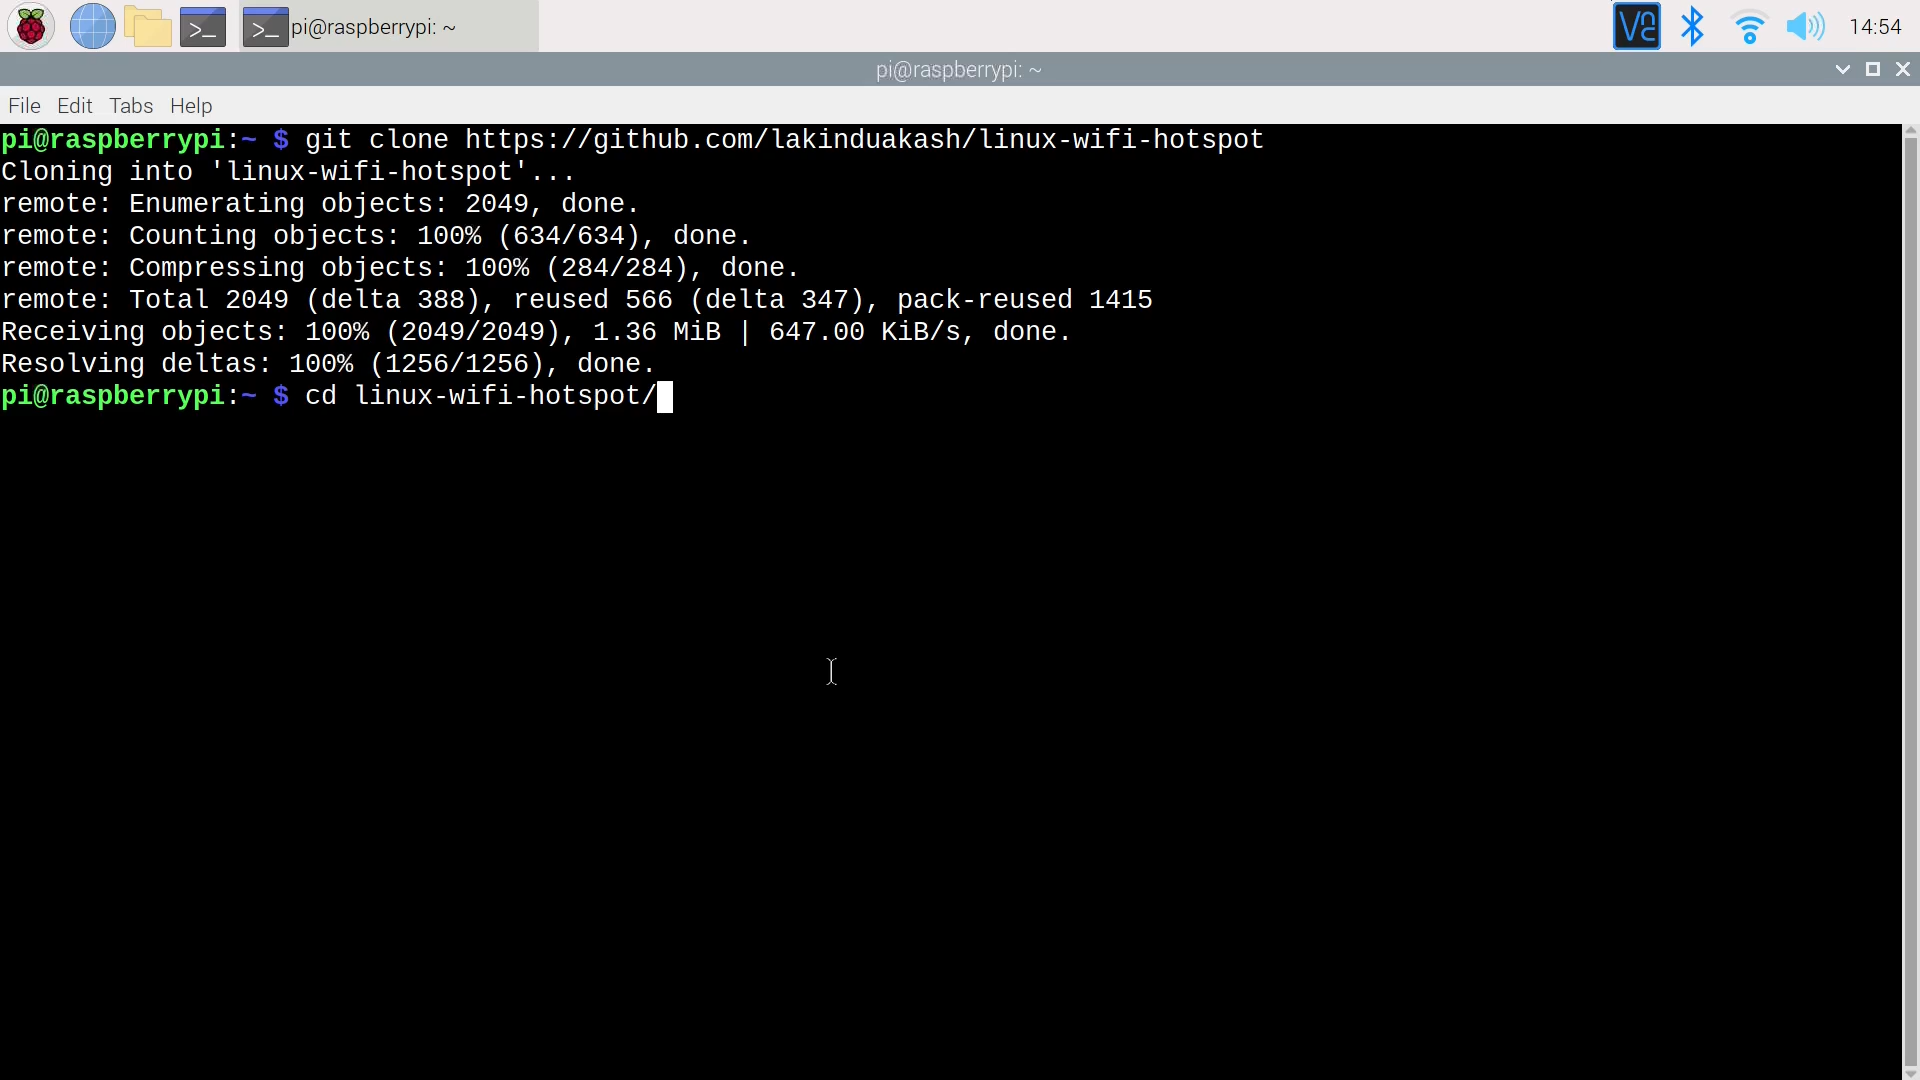 pi@raspberrypi: ~
14:54
pi@raspberrypi: ~
File Edit Tabs Help
pi@raspberrypi:~ $ git clone https://github.com/lakinduakash/linux-wifi-hotspot
Cloning into 'linux-wifi-hotspot'...
remote: Enumerating objects: 2049, done.
remote: Counting objects: 100% (634/634), done.
remote: Compressing objects: 100% (284/284), done.
remote: Total 2049 (delta 388), reused 566 (delta 347), pack-reused 1415
Receiving objects: 100% (2049/2049), 1.36 MiB | 647.00 KiB/s, done.
Resolving deltas: 100% (1256/1256), done.
pi@raspberrypi:~ $ cd linux-wifi-hotspot/